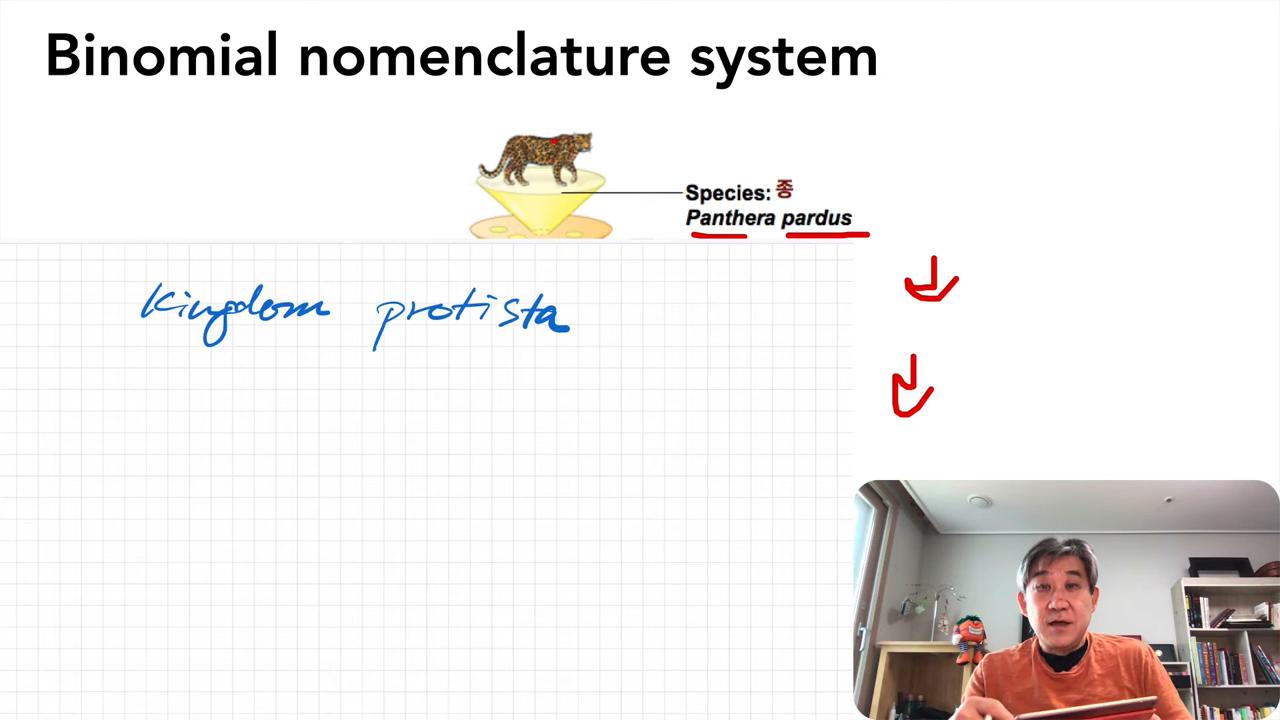 Binomial nomenclature system
Species: 종
Panthera pardus
Kingdom protista